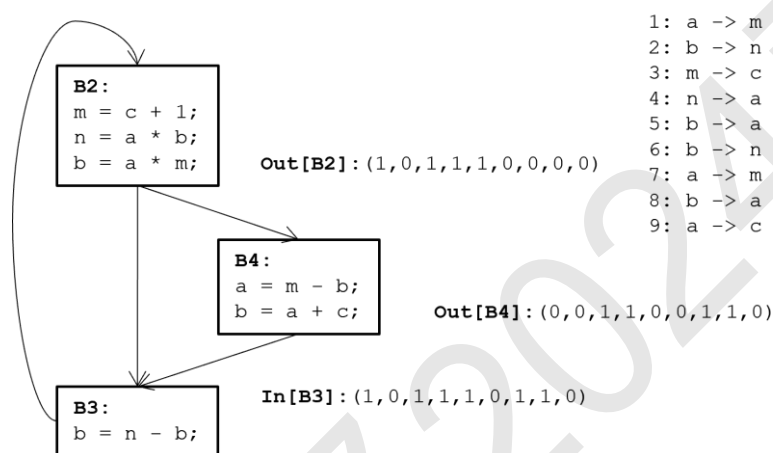 1: a -> m
2: b -> n
3: m -> c
4: n -> a
5: b -> a
6: b -> n
7: a -> m
8: b -> a
9: a -> c
B2:
m = c + 1;
n = a * b;
b = a * m;
Out[B2]:(1,0,1,1,1,0,0,0,0)
B4:
a = m - b;
b = a + c;
Out[B4]:(0,0,1,1,0,0,1,1,0)
In[B3]:(1,0,1,1,1,0,1,1,0)
B3:
b = n - b;